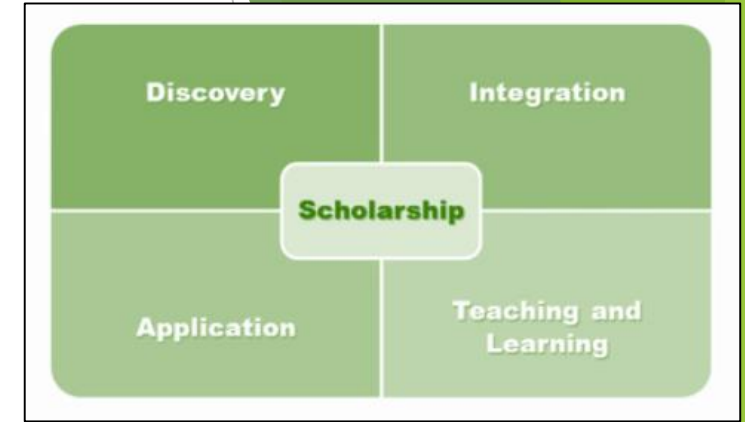 Discovery
Integration
Scholarship
Application
Teaching and
Learning